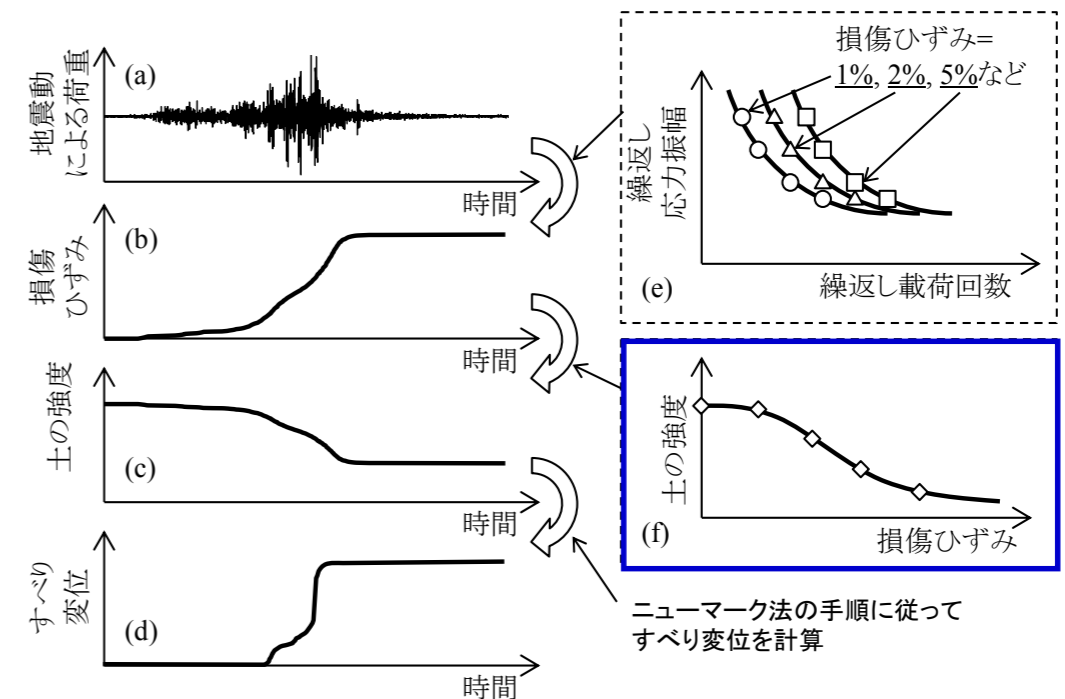 (a)
地震動
による荷重
時間
(b)
損傷
ひずみ
時間
(c)
土の強度
時間
(d)
すべり
変位
時間
損傷ひずみ=
1%, 2%, 5%など
繰返し
応力振幅
(e)
繰返し載荷回数
土の強度
(f)
損傷ひずみ
ニューマーク法の手順に従って
すべり変位を計算